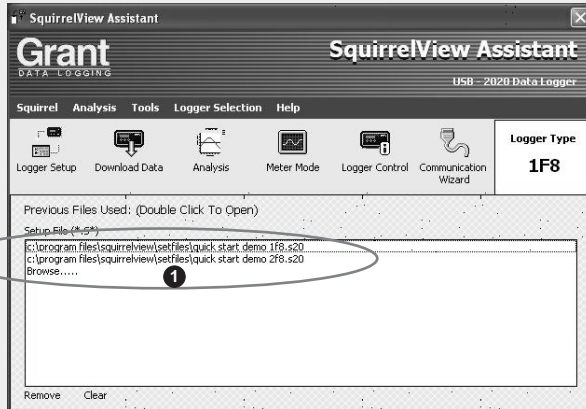 SquirrelView Assistant
Grant
DATA LOGGING
SquirrelView Assistant
USB - 2020 Data Logger
Squirrel Analysis Tools Logger Selection Help
Logger Setup Download Data Analysis Meter Mode Logger Control Communication Wizard
Logger Type
1F8
Previous Files Used: (Double Click To Open)
Setup File (*.S*)
c:\program files\squirrelview\setfiles\quick start demo 1f8.s20
c:\program files\squirrelview\setfiles\quick start demo 2f8.s20
Browse.....
1
Remove Clear